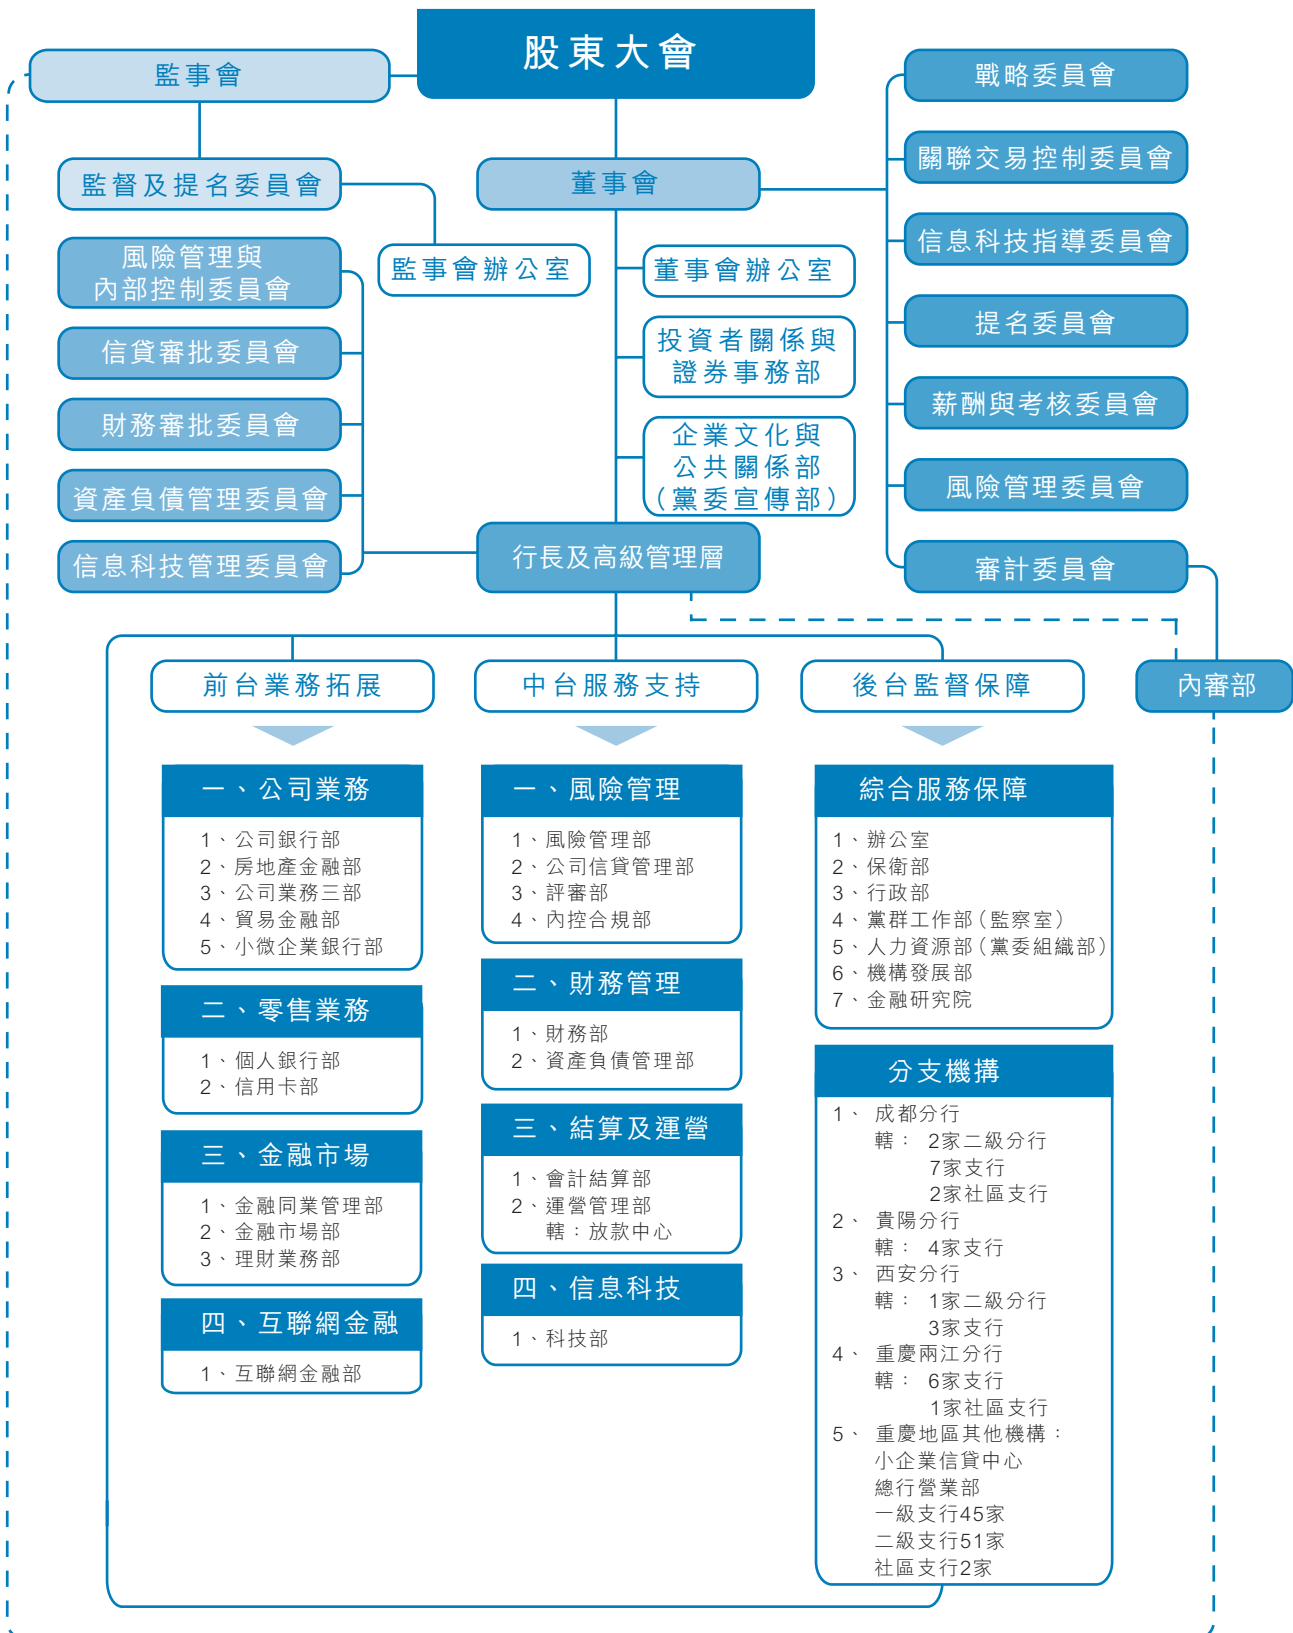 股東大會
監事會
戰略委員會
關聯交易控制委員會
監督及提名委員會
董事會
風險管理與
內部控制委員會
監事會辦公室
董事會辦公室
信息科技指導委員會
信貸審批委員會
投資者關係與
證券事務部
提名委員會
財務審批委員會
企業文化與
公共關係部
（黨委宣傳部）
薪酬與考核委員會
資產負債管理委員會
風險管理委員會
信息科技管理委員會
行長及高級管理層
審計委員會
前台業務拓展
中台服務支持
後台監督保障
內審部
一、公司業務
1、公司銀行部
2、房地產金融部
3、公司業務三部
4、貿易金融部
5、小微企業銀行部
二、零售業務
1、個人銀行部
2、信用卡部
三、金融市場
1、金融同業管理部
2、金融市場部
3、理財業務部
四、互聯網金融
1、互聯網金融部
一、風險管理
1、風險管理部
2、公司信貸管理部
3、評審部
4、內控合規部
二、財務管理
1、財務部
2、資產負債管理部
三、結算及運營
1、會計結算部
2、運營管理部
轄：放款中心
四、信息科技
1、科技部
綜合服務保障
1、辦公室
2、保衛部
3、行政部
4、黨群工作部（監察室）
5、人力資源部（黨委組織部）
6、機構發展部
7、金融研究院
分支機構
1、 成都分行
轄： 2家二級分行
7家支行
2家社區支行
2、 貴陽分行
轄： 4家支行
3、 西安分行
轄： 1家二級分行
3家支行
4、 重慶兩江分行
轄： 6家支行
1家社區支行
5、 重慶地區其他機構：
小企業信貸中心
總行營業部
一級支行45家
二級支行51家
社區支行2家